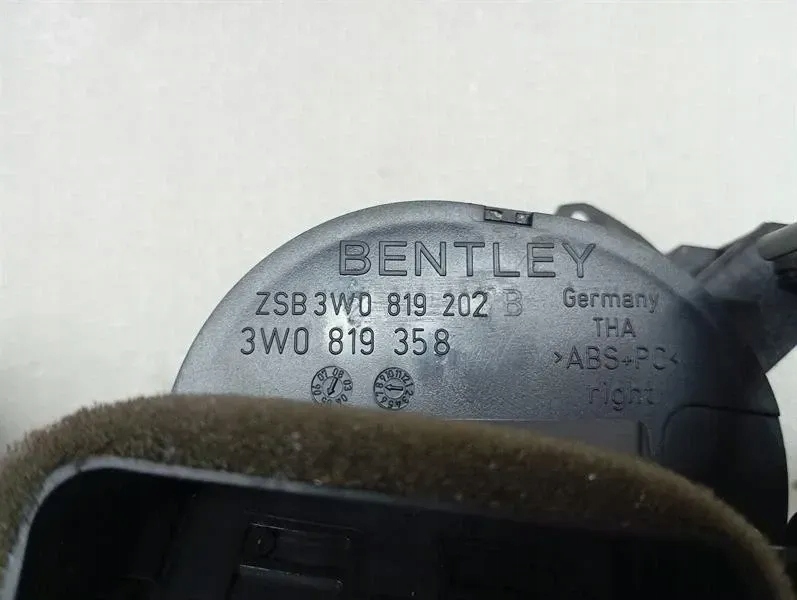 BENTLEY
ZSB 3W0 819 202 B
3W0 819 358
Germany
THA
>ABS+PC<
right